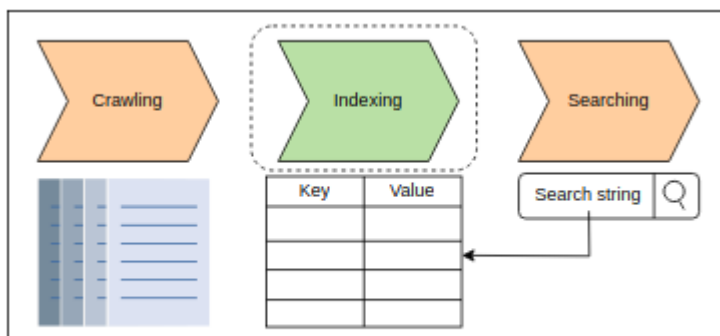 Crawling
Indexing
Searching
Key
Value
Search string